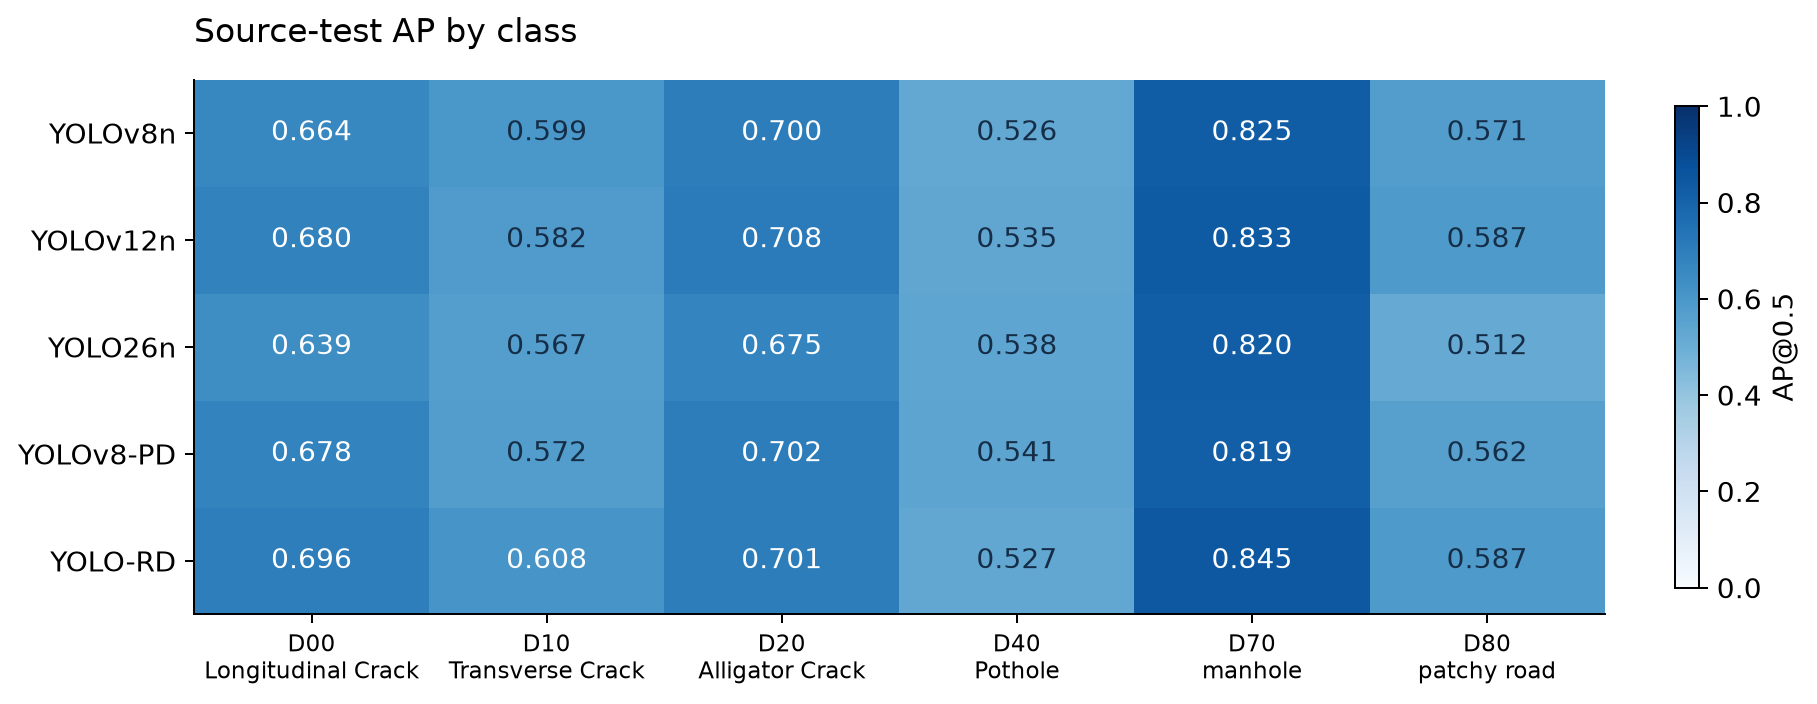 Source-test AP by class
YOLOv8n 0.664 0.599 0.700 0.526 0.825 0.571
YOLOv12n 0.680 0.582 0.708 0.535 0.833 0.587
YOLO26n 0.639 0.567 0.675 0.538 0.820 0.512
YOLOv8-PD 0.678 0.572 0.702 0.541 0.819 0.562
YOLO-RD 0.696 0.608 0.701 0.527 0.845 0.587
D00 D10 D20 D40 D70 D80
Longitudinal Crack Transverse Crack Alligator Crack Pothole manhole patchy road
1.0
0.8
0.6
0.4
0.2
0.0
AP@0.5